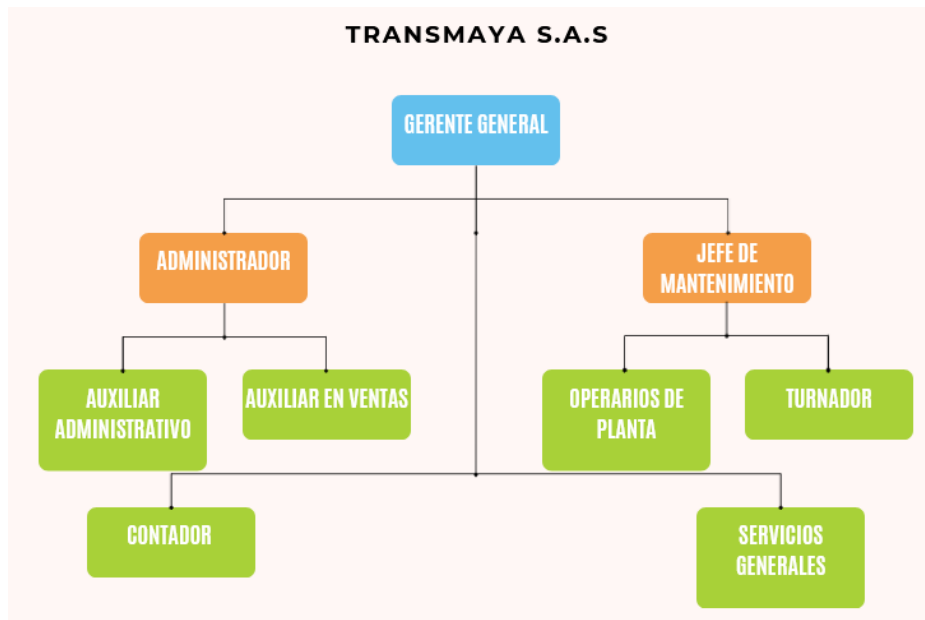 TRANSMAYA S.A.S
GERENTE GENERAL
ADMINISTRADOR
JEFE DE
MANTENIMIENTO
AUXILIAR
ADMINISTRATIVO
AUXILIAR EN VENTAS
OPERARIOS DE
PLANTA
TURNADOR
CONTADOR
SERVICIOS
GENERALES